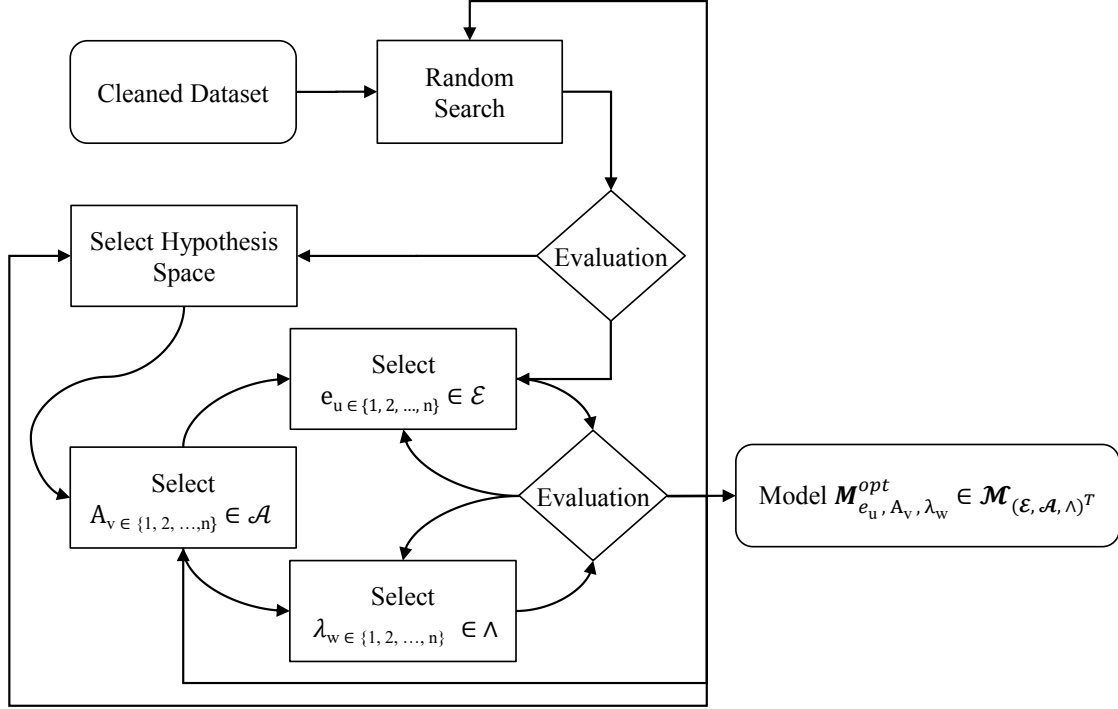 Cleaned Dataset
Random
Search
Evaluation
Select Hypothesis
Space
Select
e_{u ∈ {1, 2, ..., n}} ∈ ℰ
Select
A_{v ∈ {1, 2, …,n}} ∈ 𝒜
Evaluation
Model 𝑴^{opt}_{e_u, A_v, λ_w} ∈ 𝓜_{(𝓔, 𝓐, ∧)^T}
Select
λ_{w ∈ {1, 2, …, n}} ∈ ∧